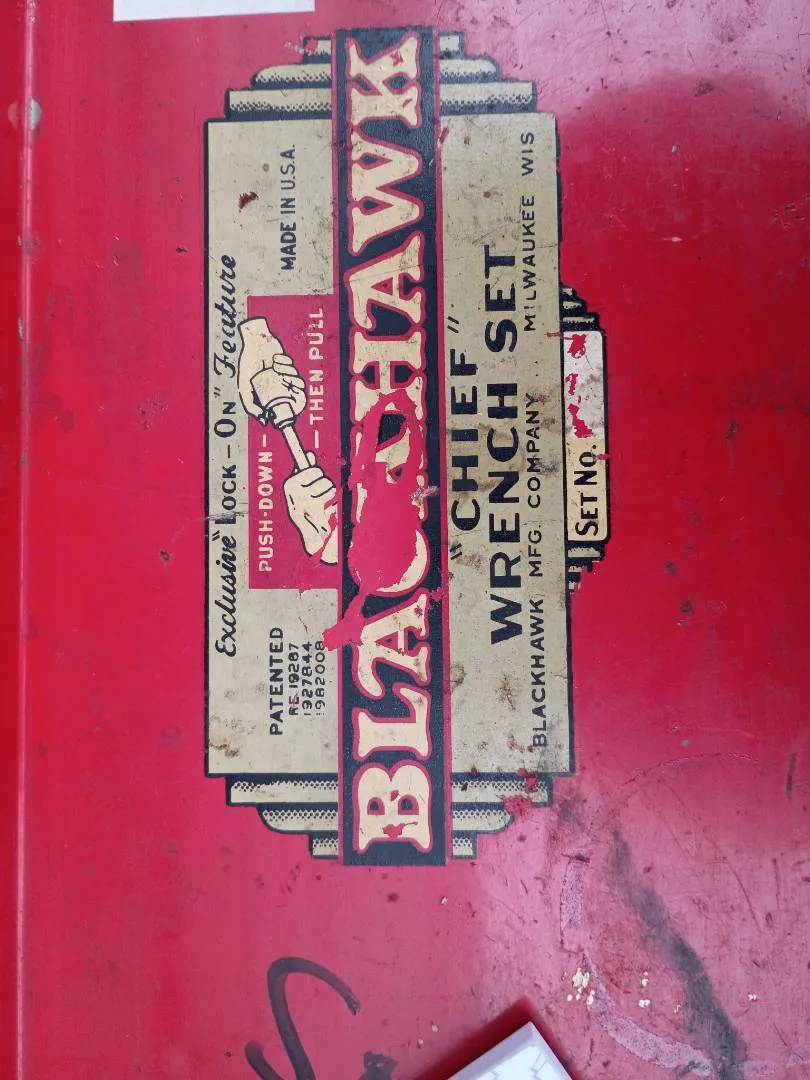 Exclusive "LOCK-ON" Feature
PATENTED
RE-19287
1927844
1982008
PUSH-DOWN-
-THEN PULL
MADE IN U.S.A.
BLACKHAWK
"CHIEF"
WRENCH SET
BLACKHAWK MFG. COMPANY . . MILWAUKEE WIS
SET NO.